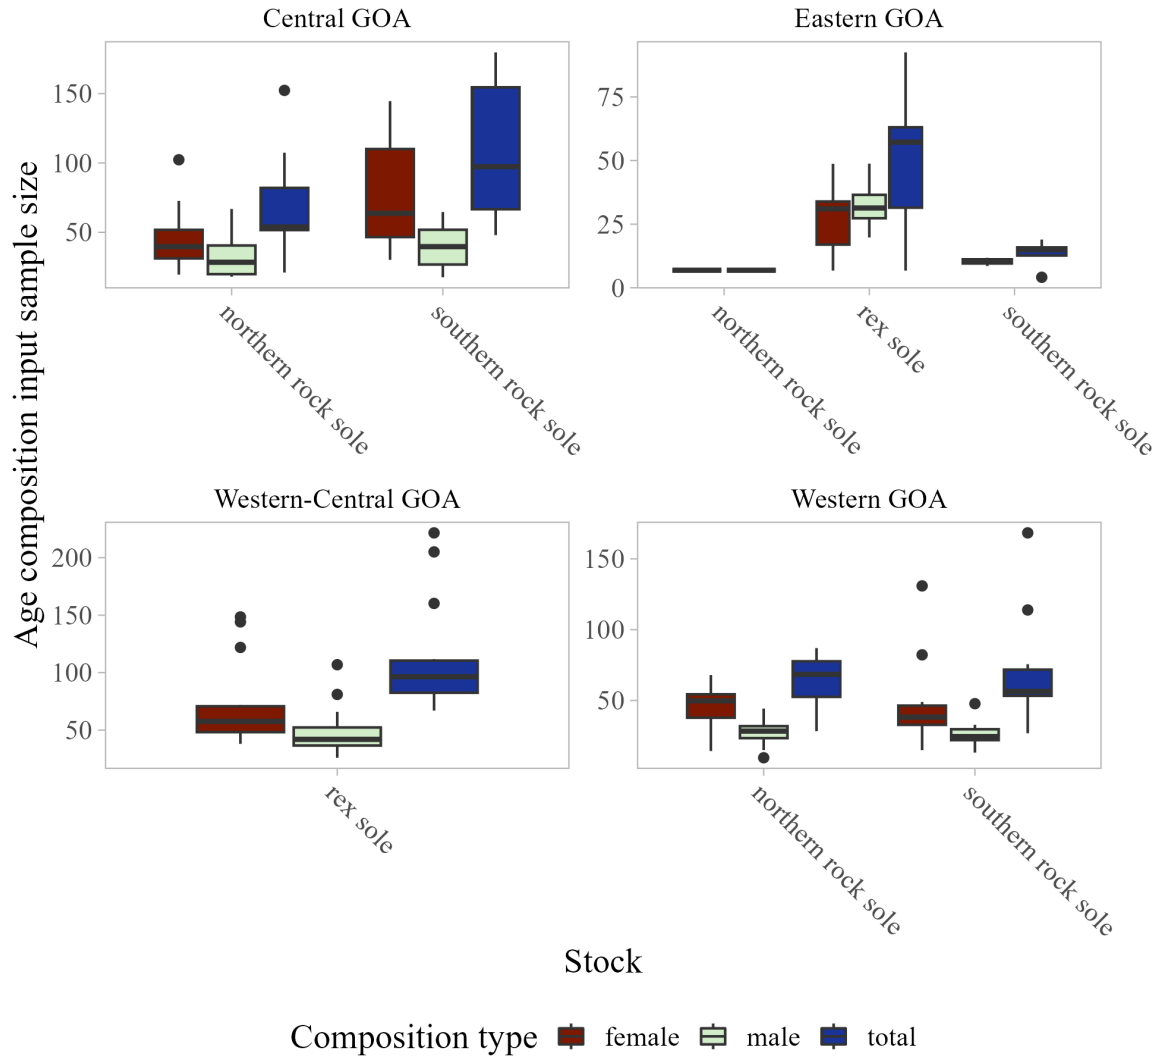 Central GOA
Eastern GOA
Age composition input sample size
150
100
50
75
50
25
0
northern rock sole
southern rock sole
northern rock sole
rex sole
southern rock sole
Western-Central GOA
Western GOA
200
150
100
50
150
100
50
rex sole
northern rock sole
southern rock sole
Stock
Composition type female male total